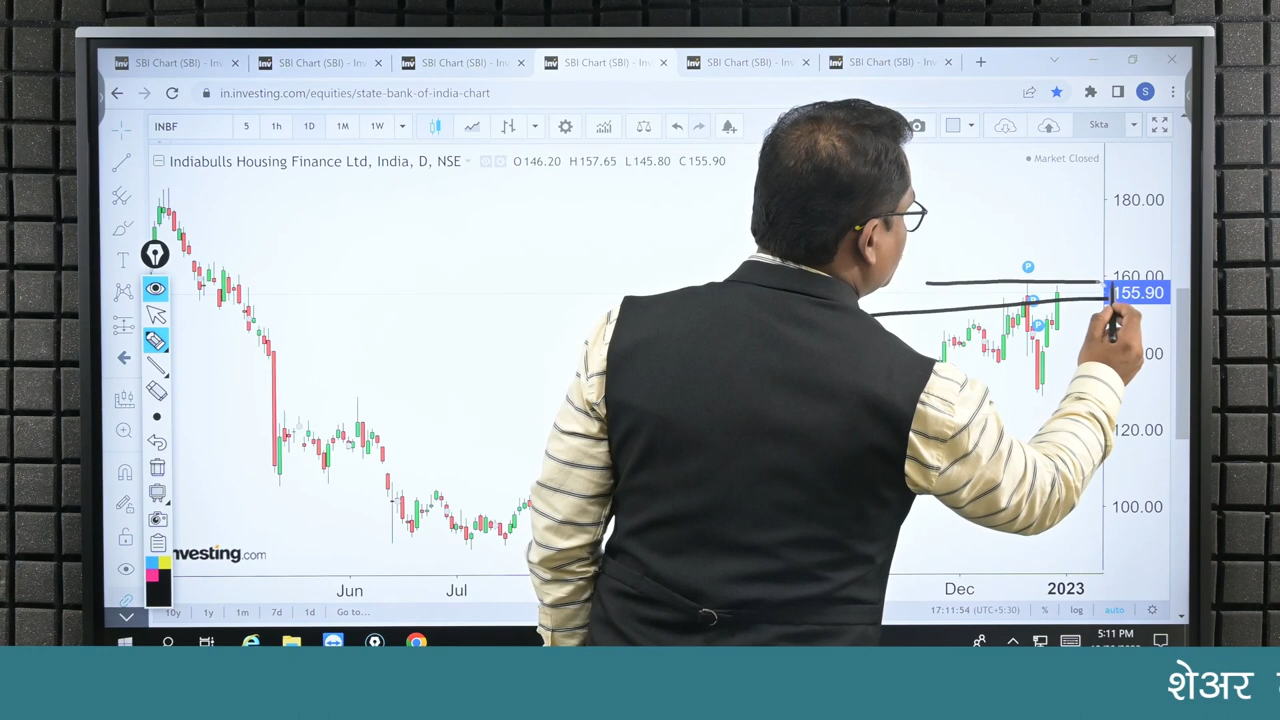 SBI Chart (SBI) - Inv SBI Chart (SBI) - Inv SBI Chart (SBI) - Inv SBI Chart (SBI) - Inv SBI Chart (SBI) - Inv SBI Chart (SBI) - Inv
in.investing.com/equities/state-bank-of-india-chart S
INBF 5 1h 1D 1M 1W Skta
Indiabulls Housing Finance Ltd, India, D, NSE O146.20 H157.65 L145.80 C155.90 Market Closed
180.00
P
160.00
155.90
P
120.00
100.00
Investing.com
Jun Jul Dec 2023
10y 1y 1m 7d 1d Go to... 17:11:54 (UTC+5:30) % log auto
5:11 PM
शेअर